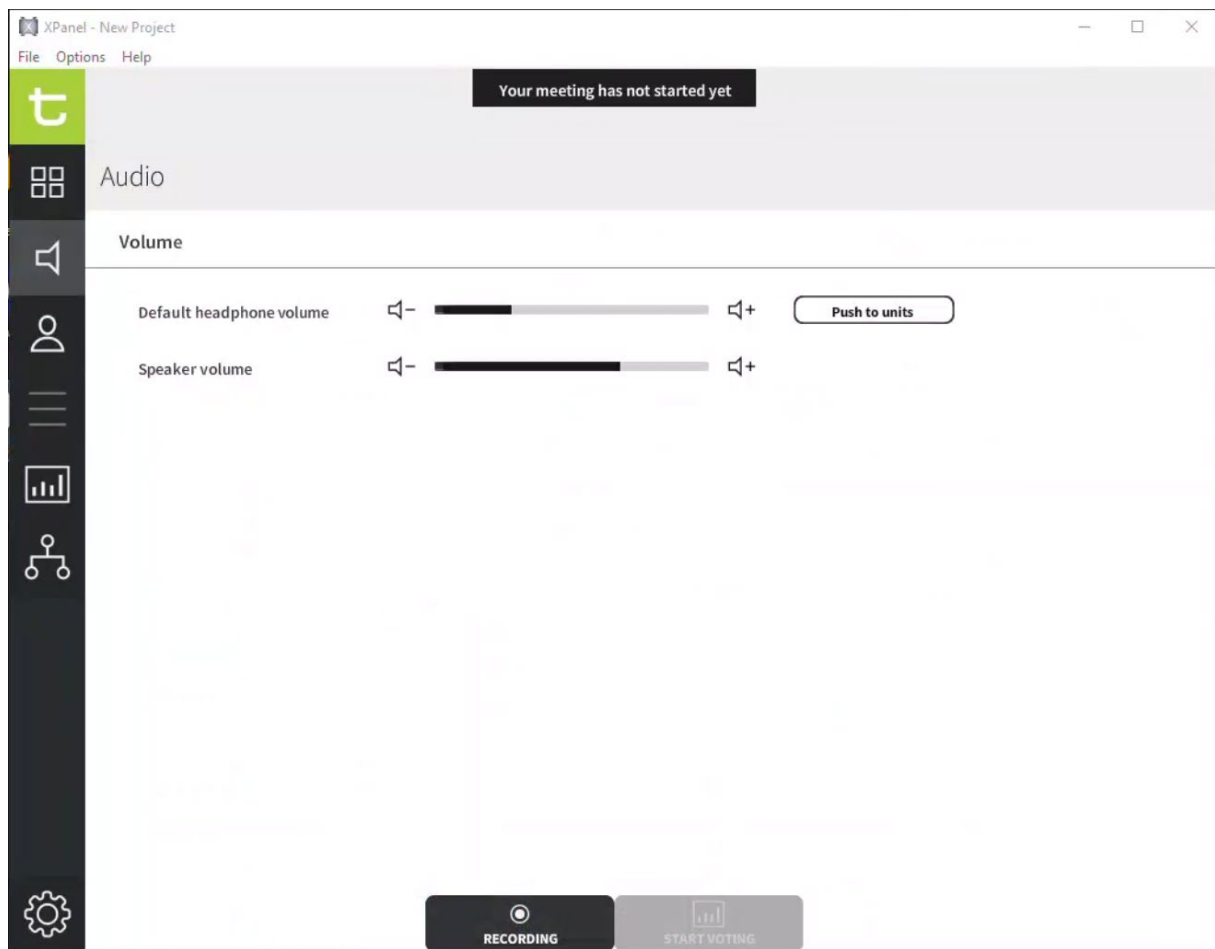 XPanel - New Project
File Options Help
Your meeting has not started yet
Audio
Volume
Default headphone volume
Push to units
Speaker volume
RECORDING
START VOTING